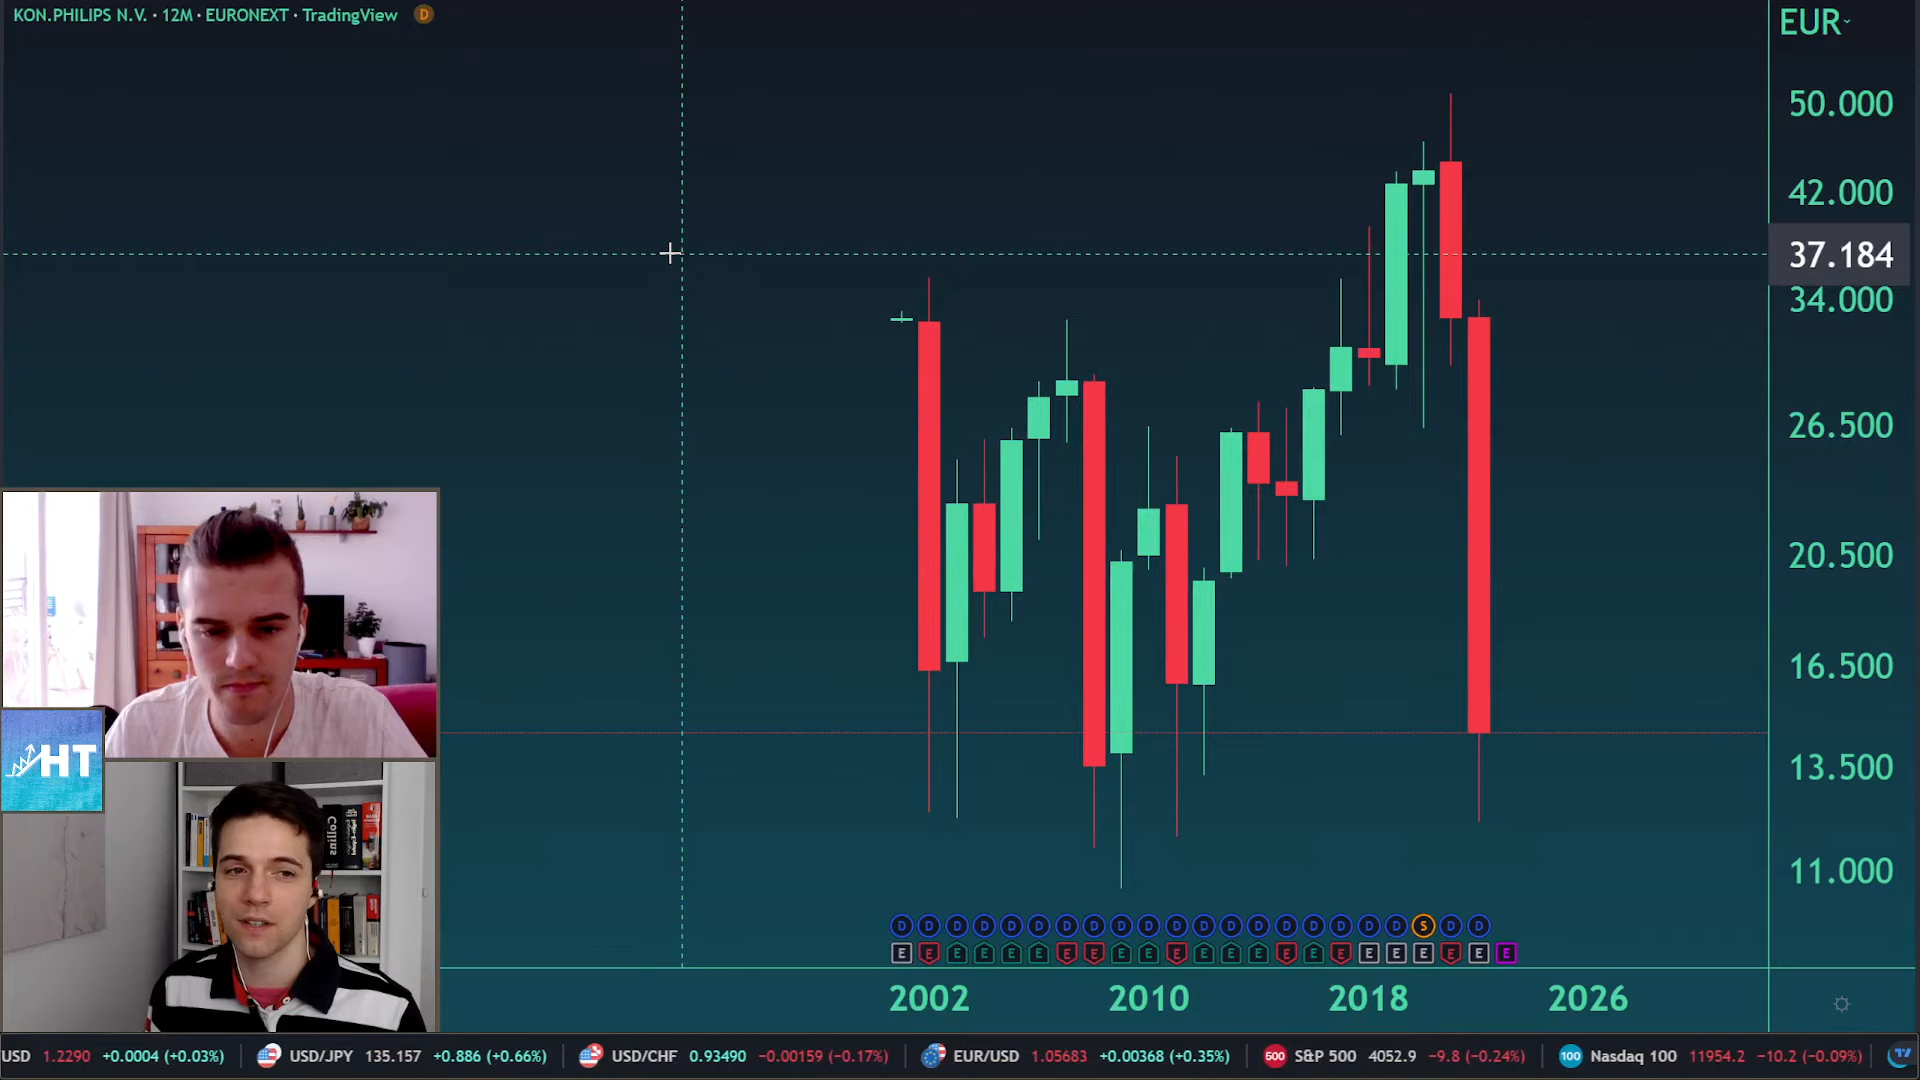 KON.PHILIPS N.V. · 12M · EURONEXT · TradingView D
EUR
50.000
42.000
37.184
34.000
26.500
20.500
16.500
13.500
11.000
HT
Collins
D D D D D D D D D D D D D D D D D D D S D D
E E E E E E E E E E E E E E E E E E E E E E E
2002 2010 2018 2026
USD 1.2290 +0.0004 (+0.03%) USD/JPY 135.157 +0.886 (+0.66%) USD/CHF 0.93490 −0.00159 (−0.17%) EUR/USD 1.05683 +0.00368 (+0.35%) 500 S&P 500 4052.9 −9.8 (−0.24%) 100 Nasdaq 100 11954.2 −10.2 (−0.09%)